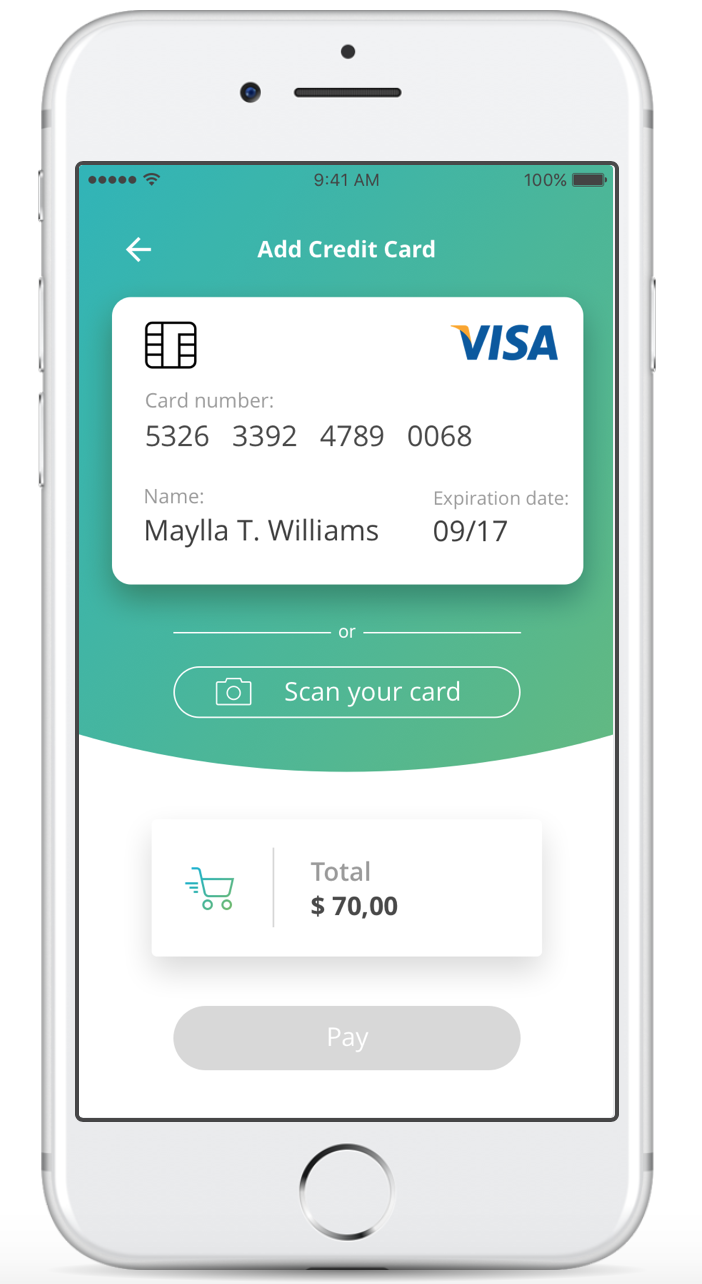 9:41 AM
100%
Add Credit Card
VISA
Card number:
5326 3392 4789 0068
Name:
Expiration date:
Maylla T. Williams
09/17
or
Scan your card
Total
$ 70,00
Pay